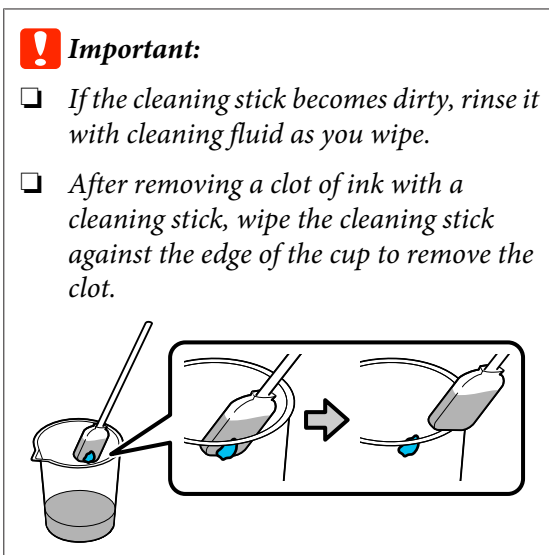 Important:
❏ If the cleaning stick becomes dirty, rinse it
with cleaning fluid as you wipe.
❏ After removing a clot of ink with a
cleaning stick, wipe the cleaning stick
against the edge of the cup to remove the
clot.